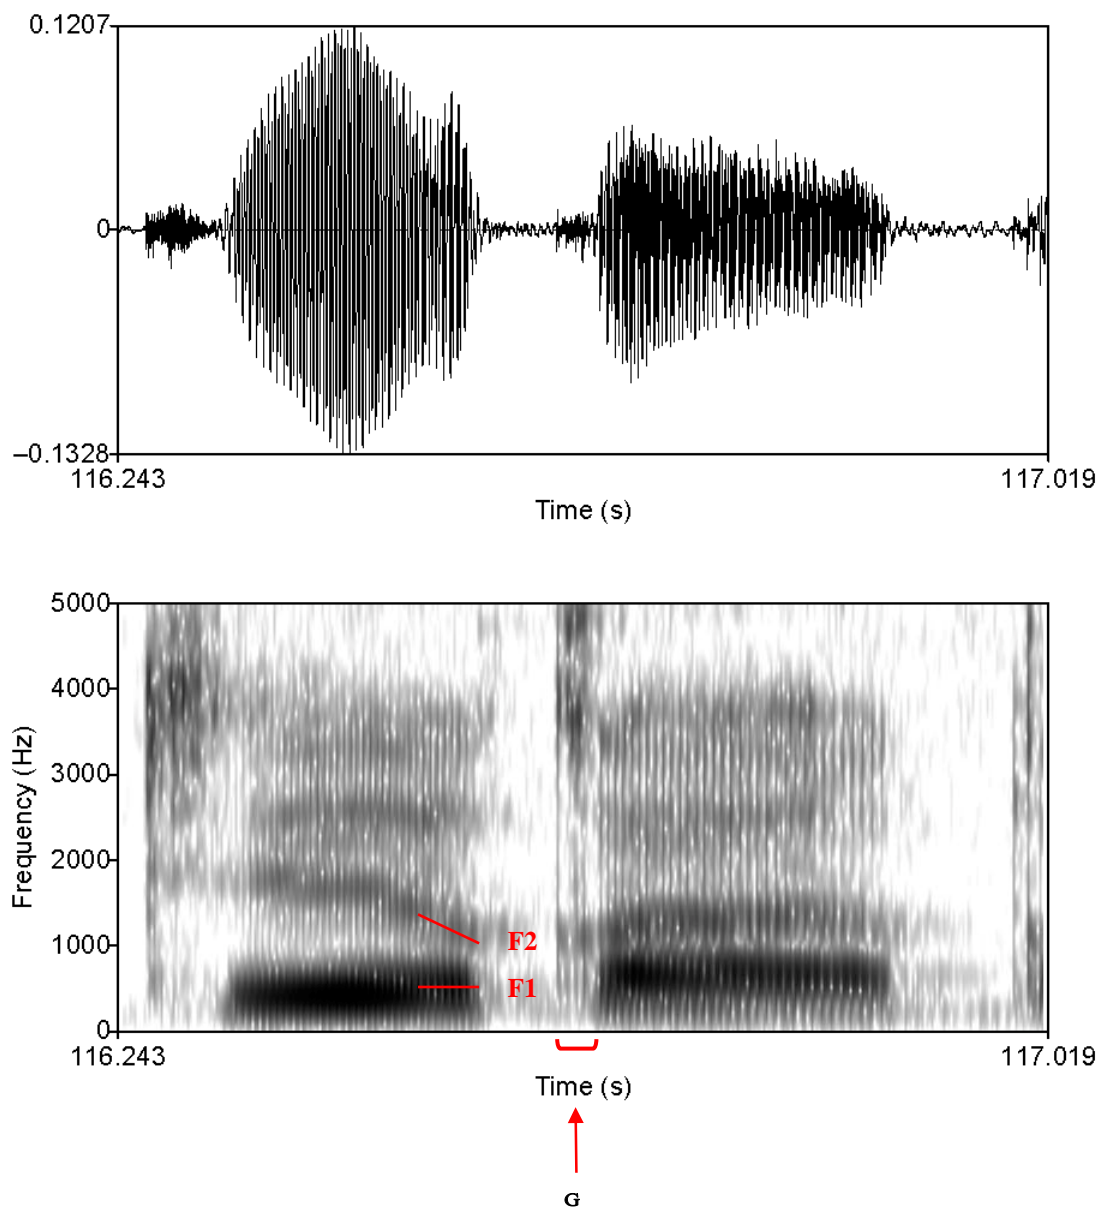 0.1207
0
−0.1328
116.243 117.019
Time (s)
5000
4000
3000
2000
1000
0
Frequency (Hz)
F2
F1
116.243 117.019
Time (s)
G